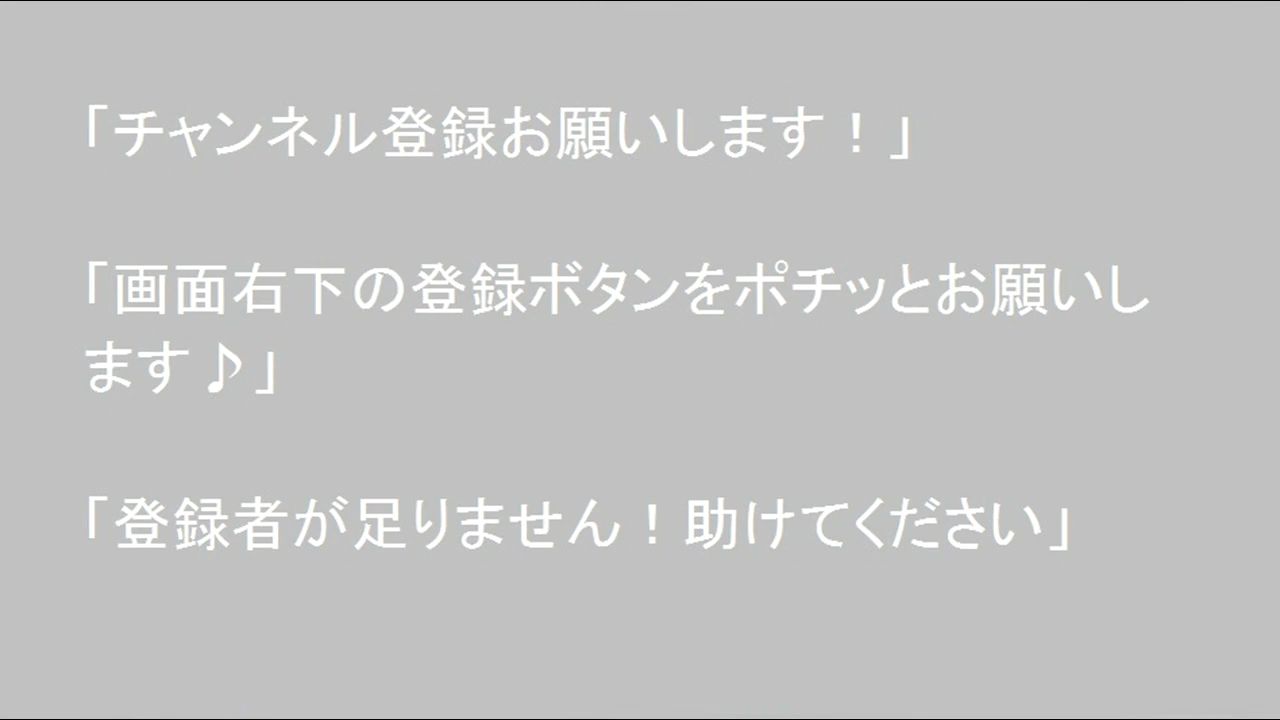 「チャンネル登録お願いします！」
「画面右下の登録ボタンをポチッとお願いし
ます♪」
「登録者が足りません！助けてください」